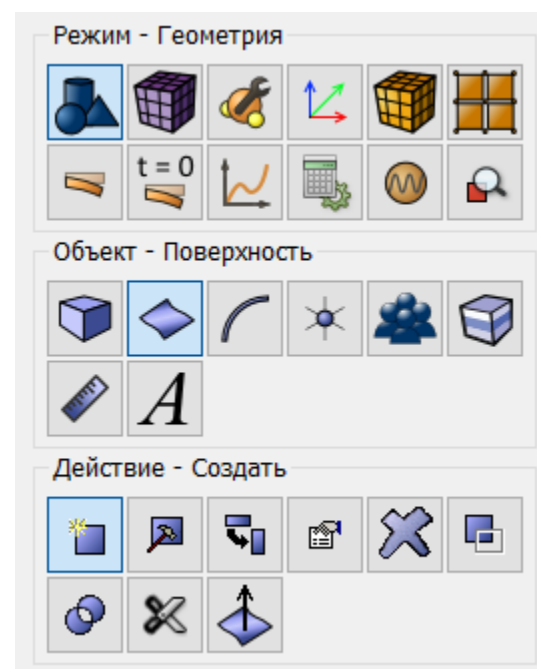 Режим - Геометрия
t = 0
Объект - Поверхность
A
Действие - Создать